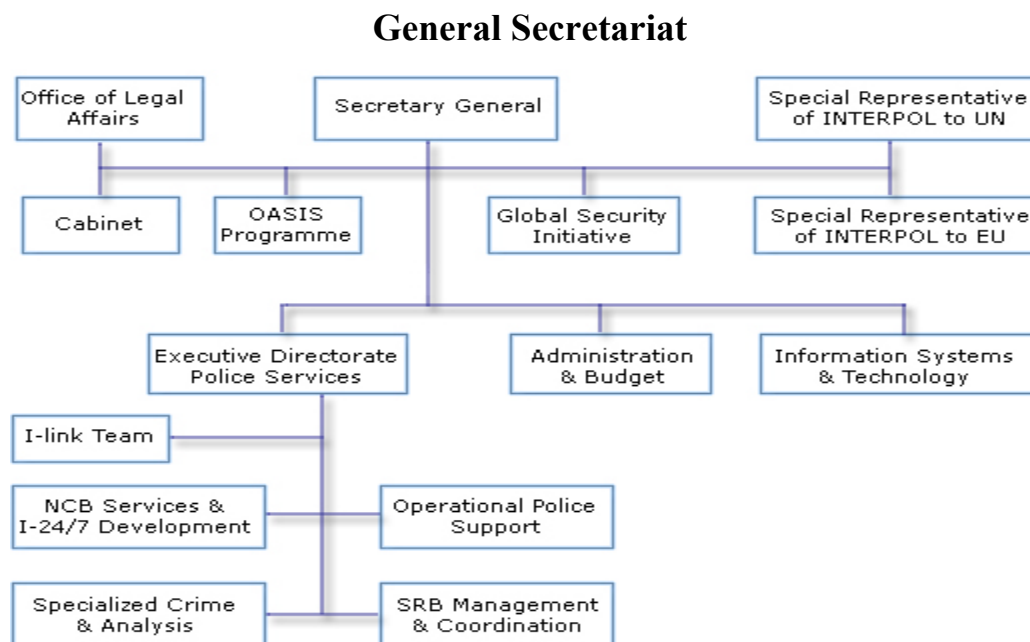 General Secretariat
Office of Legal
Affairs
Secretary General
Special Representative
of INTERPOL to UN
Cabinet
OASIS
Programme
Global Security
Initiative
Special Representative
of INTERPOL to EU
Executive Directorate
Police Services
Administration
& Budget
Information Systems
& Technology
I-link Team
NCB Services &
I-24/7 Development
Operational Police
Support
Specialized Crime
& Analysis
SRB Management
& Coordination